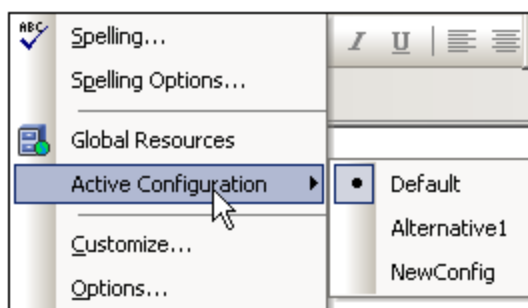 ABC
Spelling...
Spelling Options...
Global Resources
Active Configuration
Customize...
Options...
I U
Default
Alternative1
NewConfig